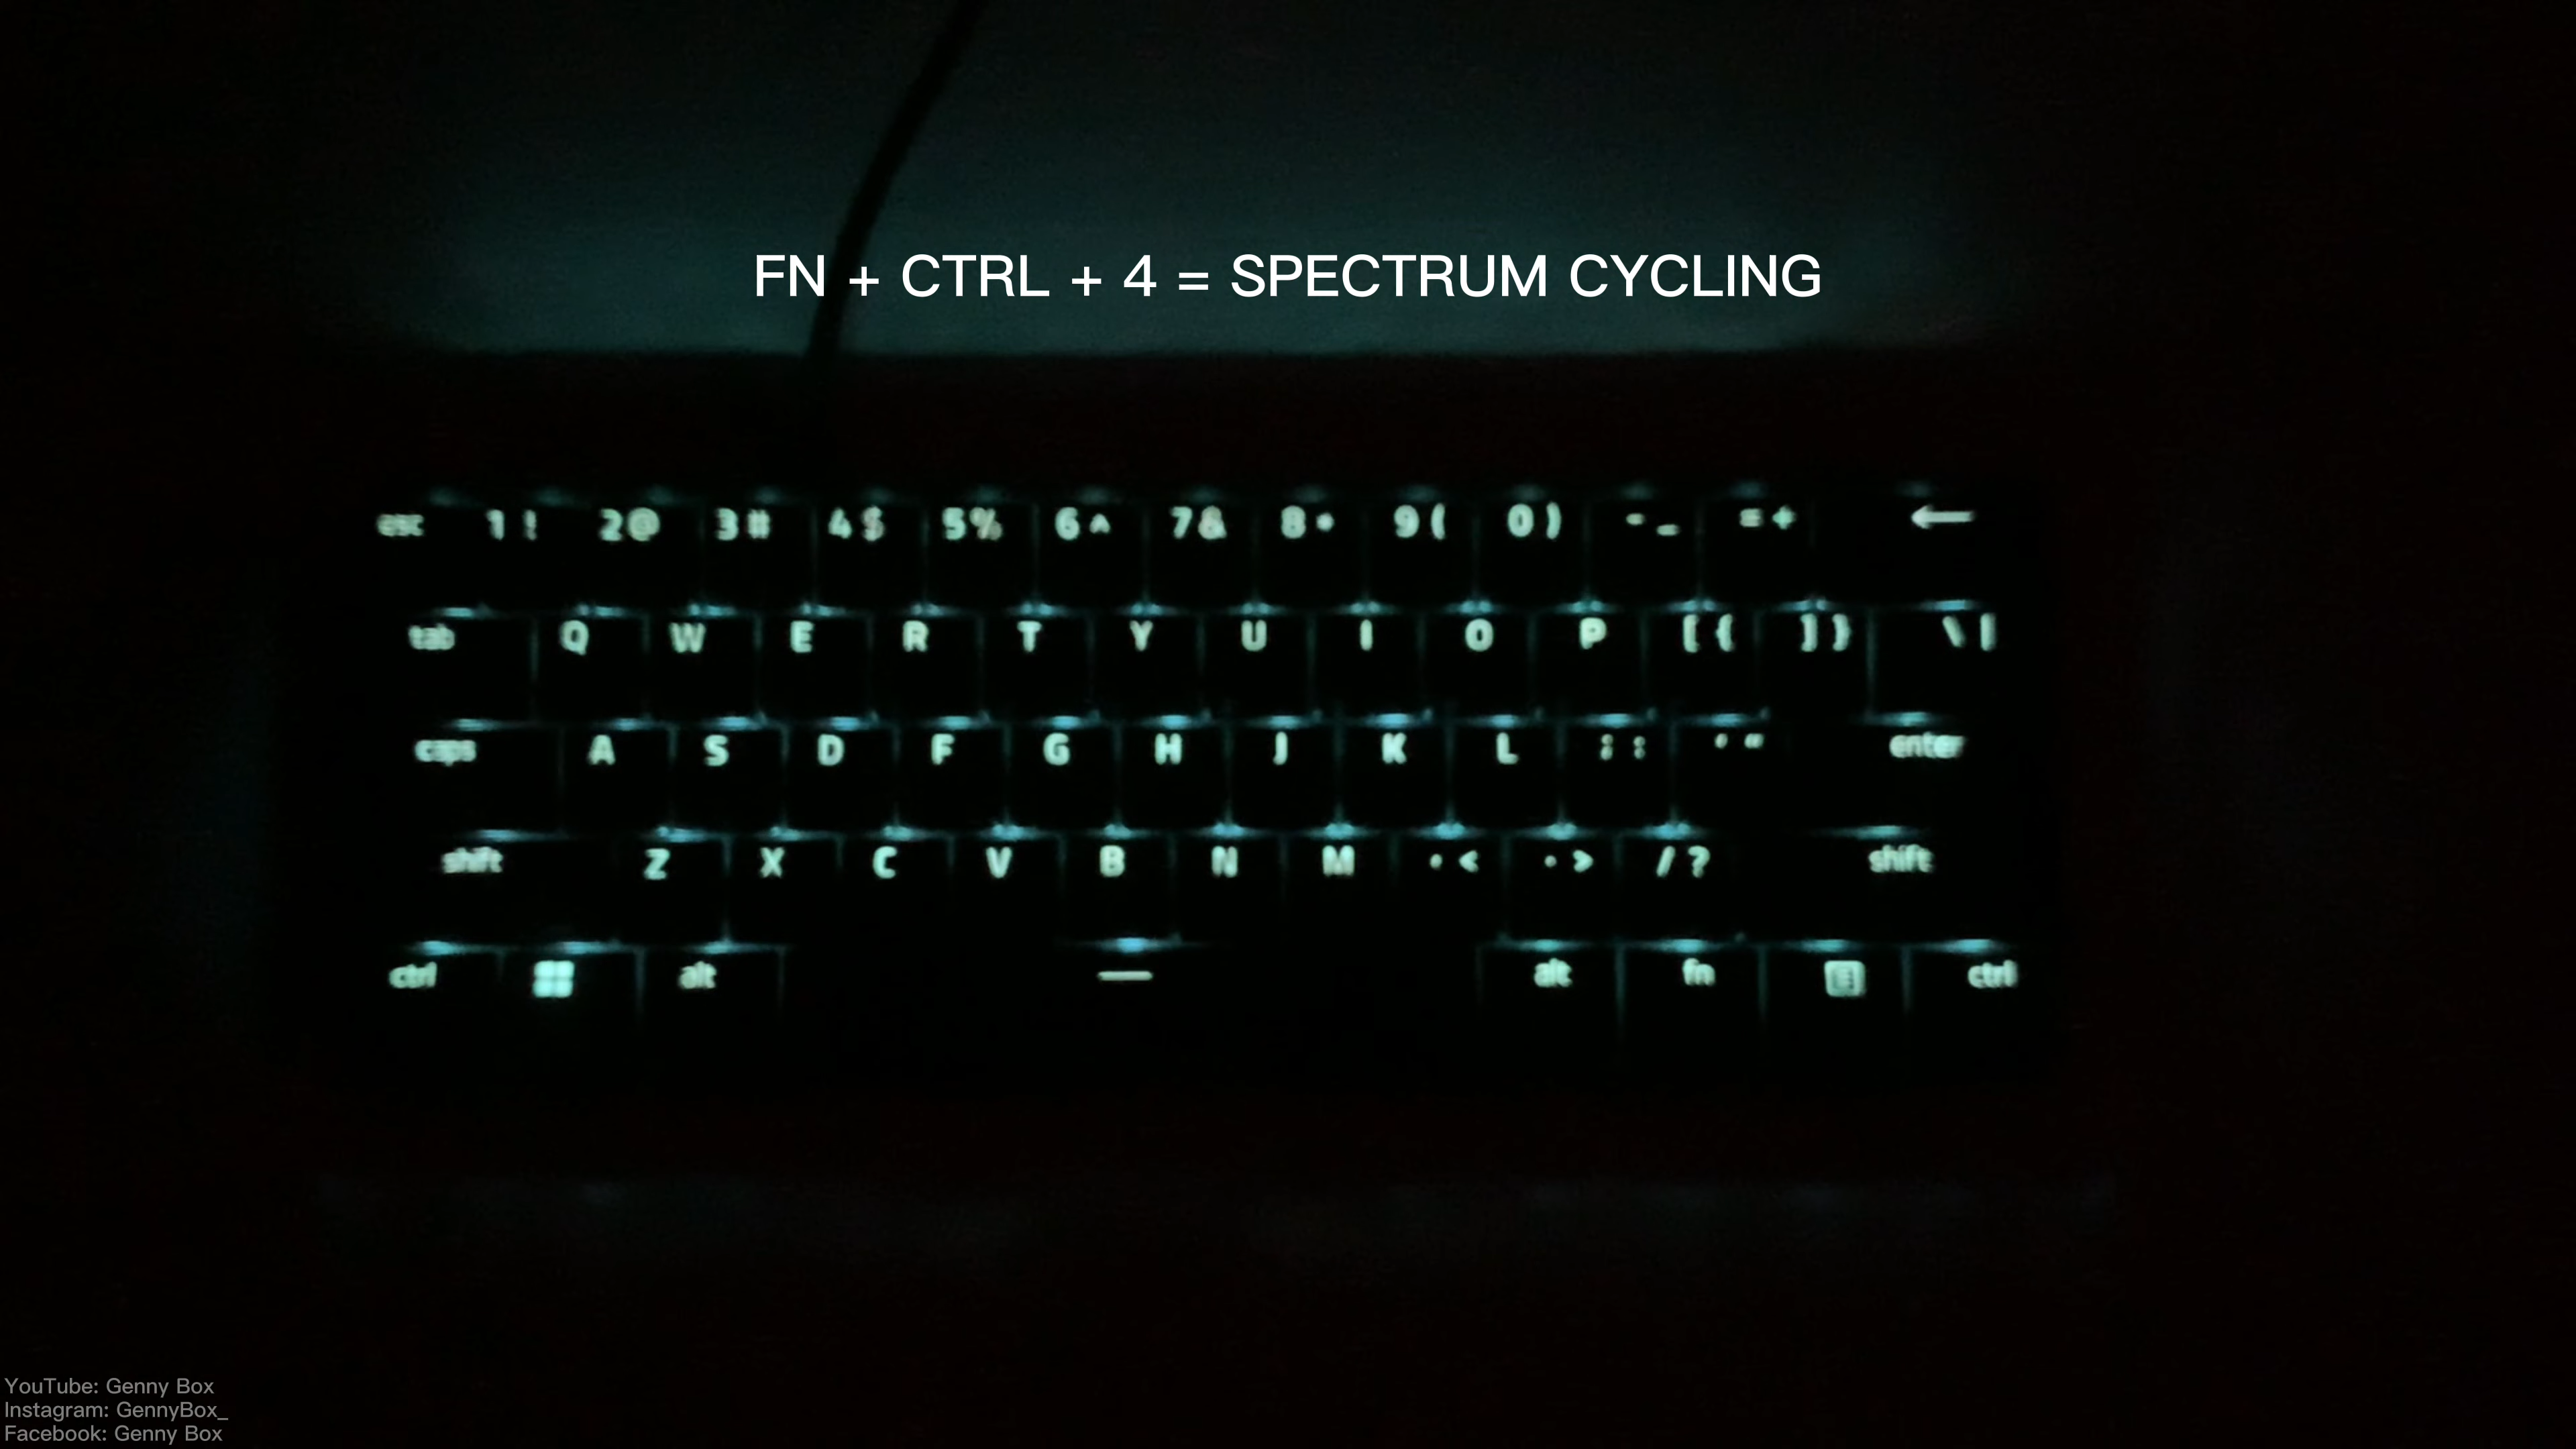 FN + CTRL + 4 = SPECTRUM CYCLING
esc 1 ! 2 @ 3 # 4 $ 5 % 6 ^ 7 & 8 * 9 ( 0 ) - _ = + ←
tab Q W E R T Y U I O P [ { ] } \ |
caps A S D F G H J K L ; : ' " enter
shift Z X C V B N M , < . > / ? shift
ctrl alt — alt fn ctrl
YouTube: Genny Box
Instagram: GennyBox_
Facebook: Genny Box